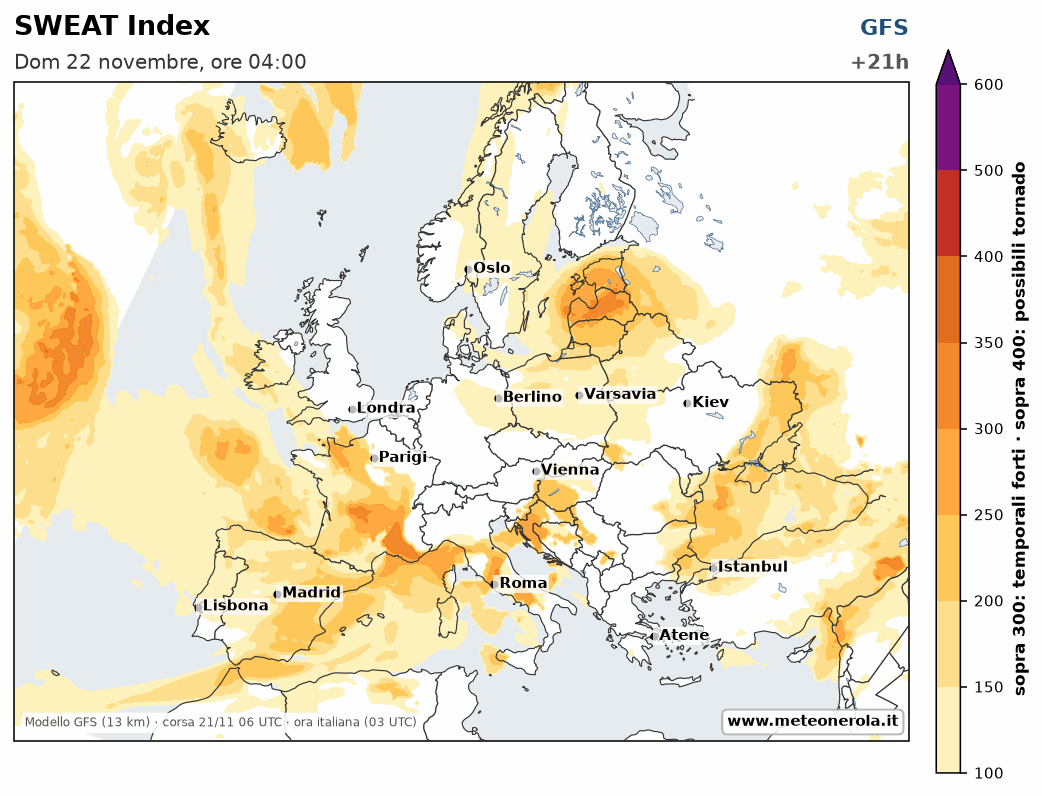 SWEAT Index
GFS
Dom 22 novembre, ore 04:00
+21h
Oslo
Londra
Berlino
Varsavia
Kiev
Parigi
Vienna
Istanbul
Roma
Madrid
Lisbona
Atene
Modello GFS (13 km) · corsa 21/11 06 UTC · ora italiana (03 UTC)
www.meteonerola.it
600
500
400
350
300
250
200
150
100
sopra 300: temporali forti · sopra 400: possibili tornado